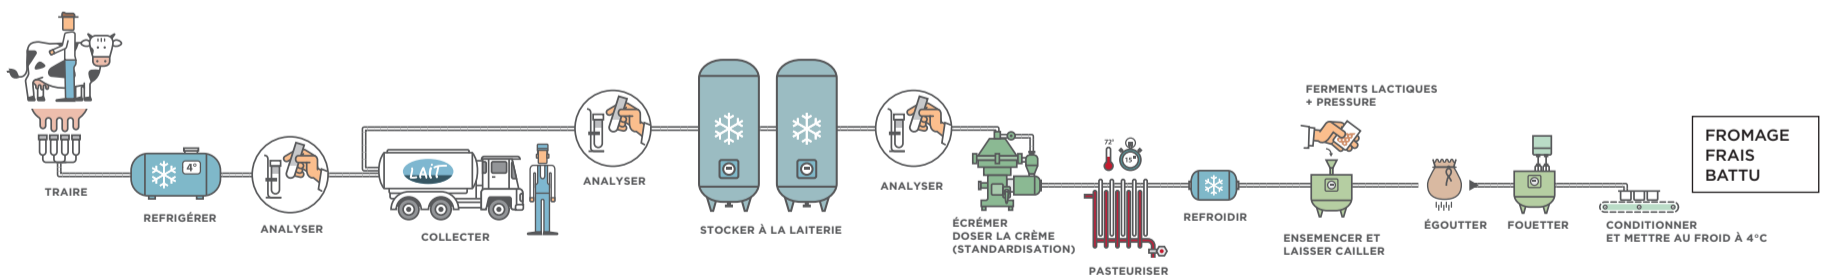 TRAIRE
4°
REFRIGÉRER
ANALYSER
LAIT
COLLECTER
ANALYSER
STOCKER À LA LAITERIE
ANALYSER
ÉCRÉMER
DOSER LA CRÈME
(STANDARDISATION)
72°
15"
PASTEURISER
REFROIDIR
FERMENTS LACTIQUES
+ PRESSURE
ENSEMENCER ET
LAISSER CAILLER
ÉGOUTTER
FOUETTER
CONDITIONNER
ET METTRE AU FROID À 4°C
FROMAGE
FRAIS
BATTU